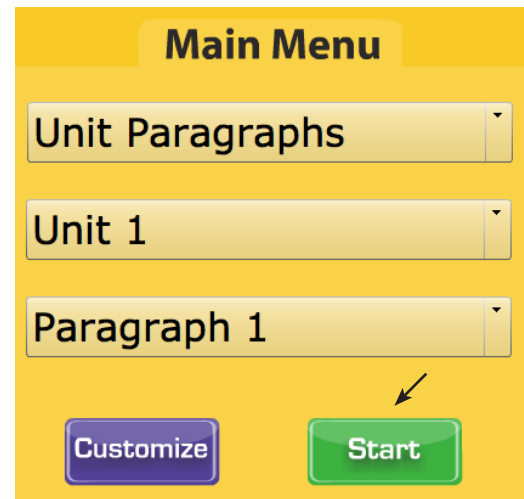 Main Menu
Unit Paragraphs
Unit 1
Paragraph 1
Customize Start